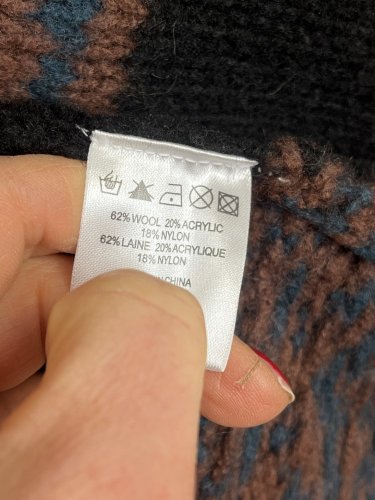 62% WOOL 20% ACRYLIC
18% NYLON
62% LAINE 20% ACRYLIQUE
18% NYLON
CHINA